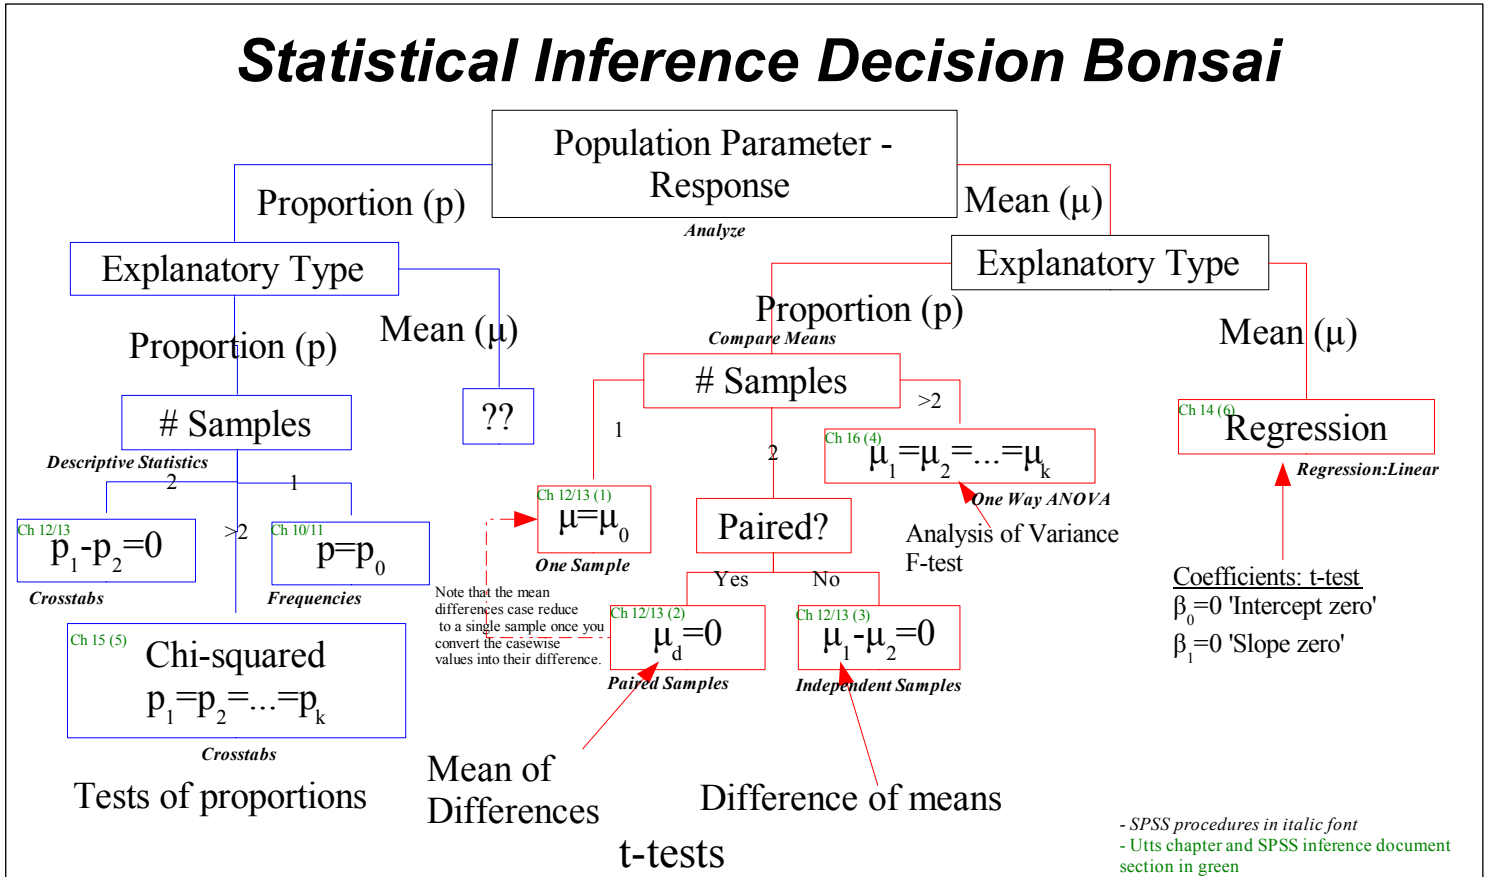 Statistical Inference Decision Bonsai
Population Parameter -
Response
Analyze
Proportion (p)
Mean (μ)
Explanatory Type
Explanatory Type
Proportion (p)
Mean (μ)
Proportion (p)
Mean (μ)
Compare Means
# Samples
??
# Samples
Descriptive Statistics
2
1
>2
1
2
>2
Ch 12/13
p1-p2=0
Crosstabs
Ch 10/11
p=p0
Frequencies
Ch 15 (5)
Chi-squared
p1=p2=...=pk
Crosstabs
Tests of proportions
Ch 12/13 (1)
μ=μ0
One Sample
Note that the mean
differences case reduce
to a single sample once you
convert the casewise
values into their difference.
Paired?
Yes
No
Ch 12/13 (2)
μd=0
Paired Samples
Ch 12/13 (3)
μ1-μ2=0
Independent Samples
Mean of
Differences
Difference of means
t-tests
Ch 16 (4)
μ1=μ2=...=μk
One Way ANOVA
Analysis of Variance
F-test
Ch 14 (6)
Regression
Regression:Linear
Coefficients: t-test
β0=0 'Intercept zero'
β1=0 'Slope zero'
- SPSS procedures in italic font
- Utts chapter and SPSS inference document
section in green